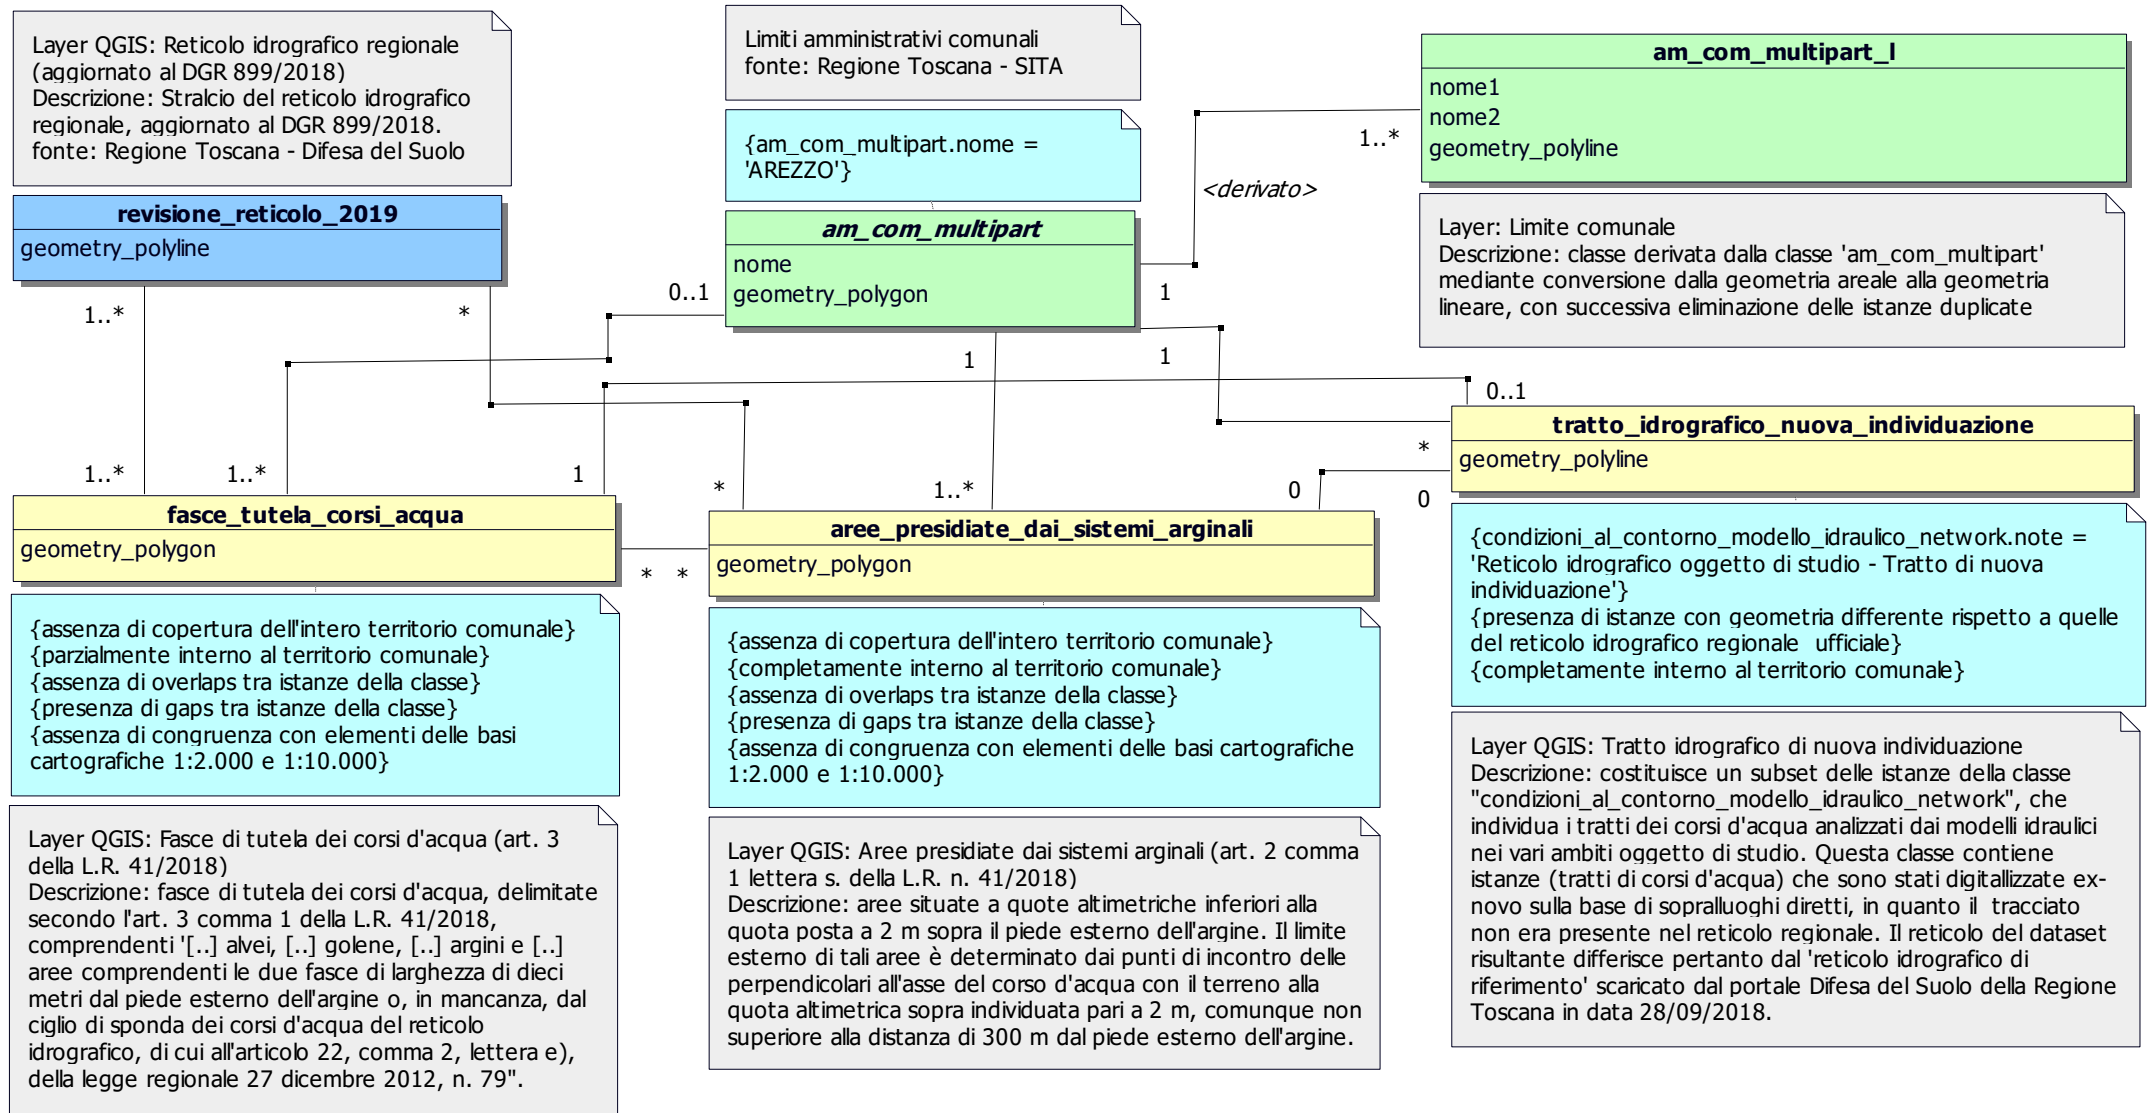 Layer QGIS: Reticolo idrografico regionale
(aggiornato al DGR 899/2018)
Descrizione: Stralcio del reticolo idrografico
regionale, aggiornato al DGR 899/2018.
fonte: Regione Toscana - Difesa del Suolo
Limiti amministrativi comunali
fonte: Regione Toscana - SITA
{am_com_multipart.nome =
'AREZZO'}
am_com_multipart_l
nome1
nome2
geometry_polyline
1..*
<derivato>
revisione_reticolo_2019
geometry_polyline
am_com_multipart
nome
geometry_polygon
Layer: Limite comunale
Descrizione: classe derivata dalla classe 'am_com_multipart'
mediante conversione dalla geometria areale alla geometria
lineare, con successiva eliminazione delle istanze duplicate
1..*
*
0..1
1
1
1
0..1
tratto_idrografico_nuova_individuazione
geometry_polyline
1..*
1..*
1
*
1..*
0
*
0
fasce_tutela_corsi_acqua
geometry_polygon
* *
aree_presidiate_dai_sistemi_arginali
geometry_polygon
{condizioni_al_contorno_modello_idraulico_network.note =
'Reticolo idrografico oggetto di studio - Tratto di nuova
individuazione'}
{presenza di istanze con geometria differente rispetto a quelle
del reticolo idrografico regionale ufficiale}
{completamente interno al territorio comunale}
{assenza di copertura dell'intero territorio comunale}
{parzialmente interno al territorio comunale}
{assenza di overlaps tra istanze della classe}
{presenza di gaps tra istanze della classe}
{assenza di congruenza con elementi delle basi
cartografiche 1:2.000 e 1:10.000}
{assenza di copertura dell'intero territorio comunale}
{completamente interno al territorio comunale}
{assenza di overlaps tra istanze della classe}
{presenza di gaps tra istanze della classe}
{assenza di congruenza con elementi delle basi cartografiche
1:2.000 e 1:10.000}
Layer QGIS: Fasce di tutela dei corsi d'acqua (art. 3
della L.R. 41/2018)
Descrizione: fasce di tutela dei corsi d'acqua, delimitate
secondo l'art. 3 comma 1 della L.R. 41/2018,
comprendenti '[..] alvei, [..] golene, [..] argini e [..]
aree comprendenti le due fasce di larghezza di dieci
metri dal piede esterno dell'argine o, in mancanza, dal
ciglio di sponda dei corsi d'acqua del reticolo
idrografico, di cui all'articolo 22, comma 2, lettera e),
della legge regionale 27 dicembre 2012, n. 79".
Layer QGIS: Aree presidiate dai sistemi arginali (art. 2 comma
1 lettera s. della L.R. n. 41/2018)
Descrizione: aree situate a quote altimetriche inferiori alla
quota posta a 2 m sopra il piede esterno dell'argine. Il limite
esterno di tali aree è determinato dai punti di incontro delle
perpendicolari all'asse del corso d'acqua con il terreno alla
quota altimetrica sopra individuata pari a 2 m, comunque non
superiore alla distanza di 300 m dal piede esterno dell'argine.
Layer QGIS: Tratto idrografico di nuova individuazione
Descrizione: costituisce un subset delle istanze della classe
"condizioni_al_contorno_modello_idraulico_network", che
individua i tratti dei corsi d'acqua analizzati dai modelli idraulici
nei vari ambiti oggetto di studio. Questa classe contiene
istanze (tratti di corsi d'acqua) che sono stati digitallizzate ex-
novo sulla base di sopralluoghi diretti, in quanto il tracciato
non era presente nel reticolo regionale. Il reticolo del dataset
risultante differisce pertanto dal 'reticolo idrografico di
riferimento' scaricato dal portale Difesa del Suolo della Regione
Toscana in data 28/09/2018.